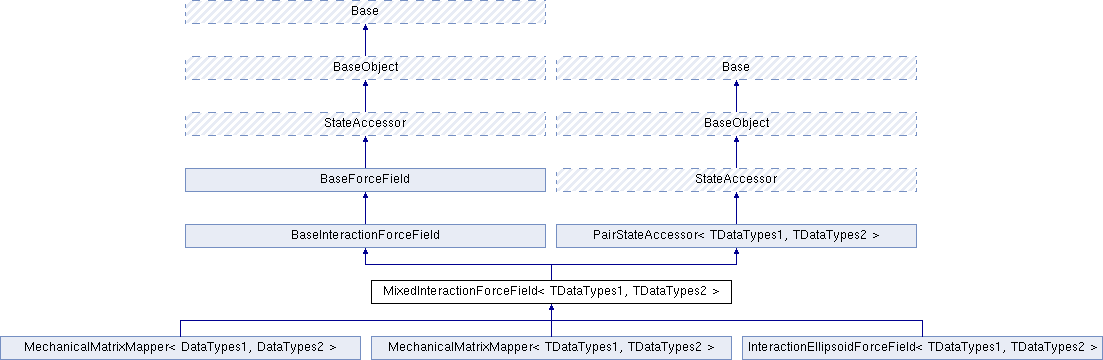 Base
BaseObject
Base
StateAccessor
BaseObject
BaseForceField
StateAccessor
BaseInteractionForceField
PairStateAccessor< TDataTypes1, TDataTypes2 >
MixedInteractionForceField< TDataTypes1, TDataTypes2 >
MechanicalMatrixMapper< DataTypes1, DataTypes2 >
MechanicalMatrixMapper< TDataTypes1, TDataTypes2 >
InteractionEllipsoidForceField< TDataTypes1, TDataTypes2 >